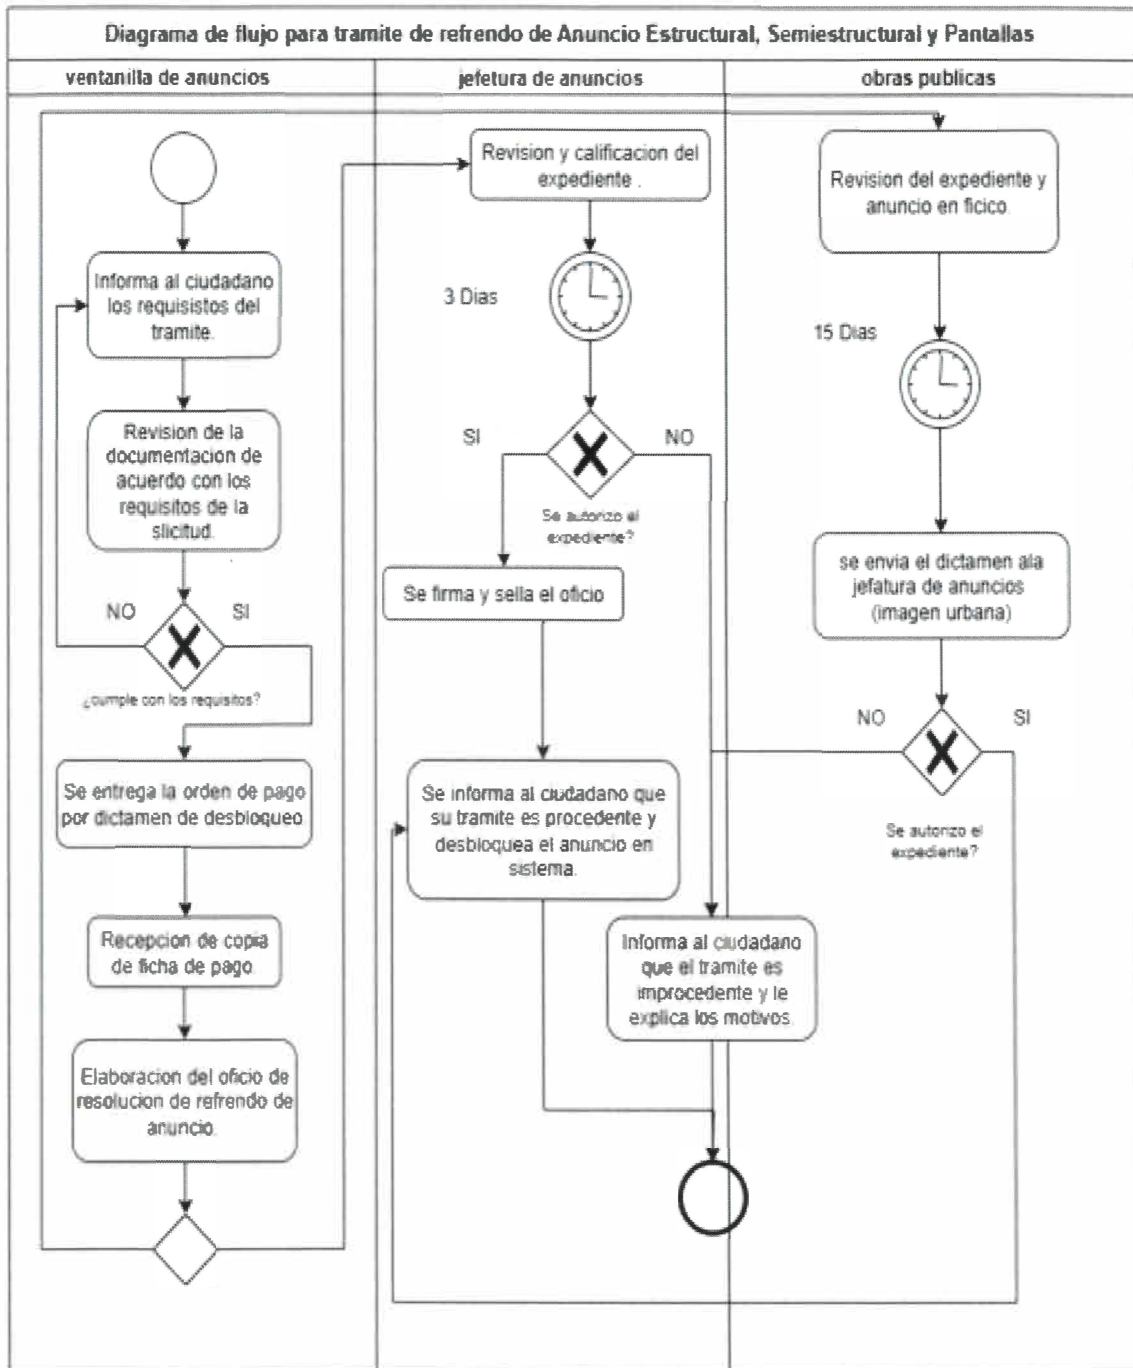 Diagrama de flujo para tramite de refrendo de Anuncio Estructural, Semiestructural y Pantallas
ventanilla de anuncios
jefetura de anuncios
obras publicas
Informa al ciudadano
los requisistos del
tramite.
Revision de la
documentacion de
acuerdo con los
requisitos de la
slicitud.
NO
SI
¿cumple con los requisitos?
Se entrega la orden de pago
por dictamen de desbloqueo
Recepcion de copia
de ficha de pago
Elaboracion del oficio de
resolucion de refrendo de
anuncio.
Revision y calificacion del
expediente .
3 Dias
SI
NO
Se autorizo el
expediente?
Se firma y sella el oficio
Se informa al ciudadano que
su tramite es procedente y
desbloquea el anuncio en
sistema.
Informa al ciudadano
que el tramite es
improcedente y le
explica los motivos.
Revision del expediente y
anuncio en ficico.
15 Dias
se envia el dictamen ala
jefatura de anuncios
(imagen urbana)
NO
SI
Se autorizo el
expediente?